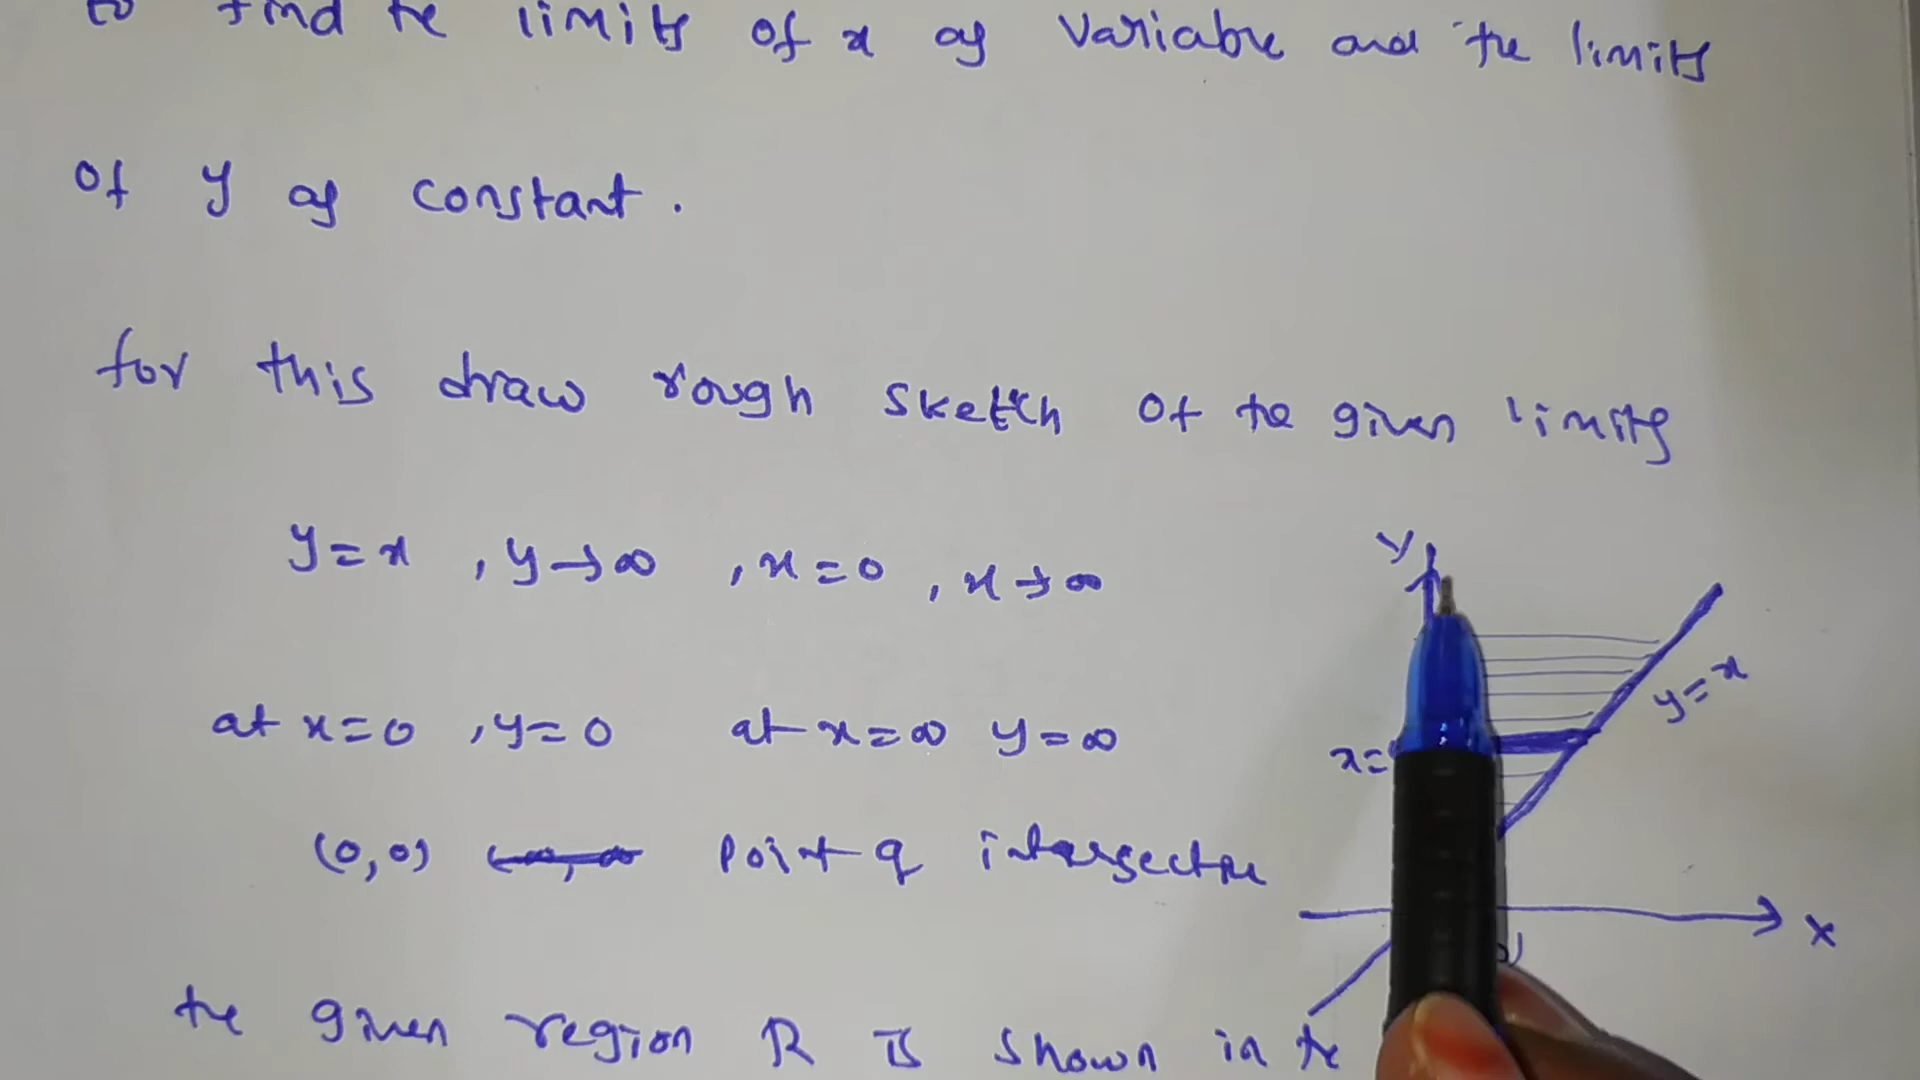 to find the limits of x as variable and the limits
of y as constant.
for this draw rough sketch of the given limits
y=x , y→∞ , x=0 , x→∞
at x=0 , y=0 at x=∞ y=∞
(0,0) point of intersection
the given region R is shown in the
y
y=x
x=
x